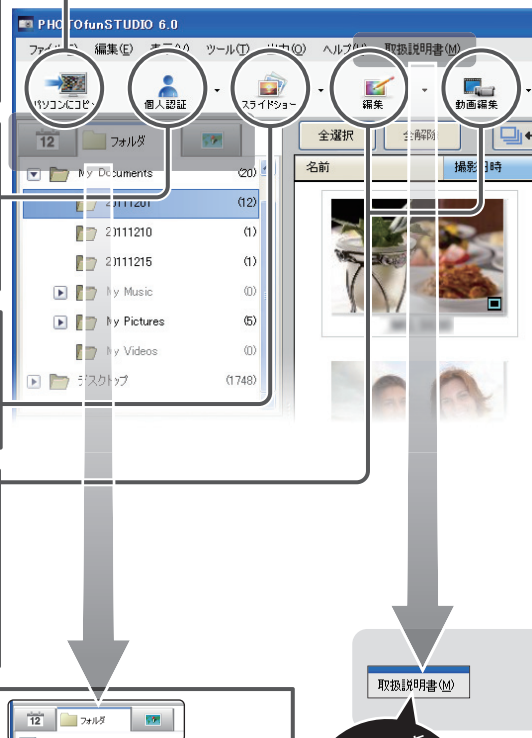 PHOTOfunSTUDIO 6.0
編集(E) ツール(T) ヘルプ 取扱説明書(M)
パソコンにコピー 個人認証 スライドショー 編集 動画編集
12 フォルダ
全選択 全解除
名前 撮影日時
My Documents (20)
20111201 (12)
20111210 (1)
20111215 (1)
My Music (0)
My Pictures (5)
My Videos (0)
デスクトップ (1748)
取扱説明書(M)
12 フォルダ